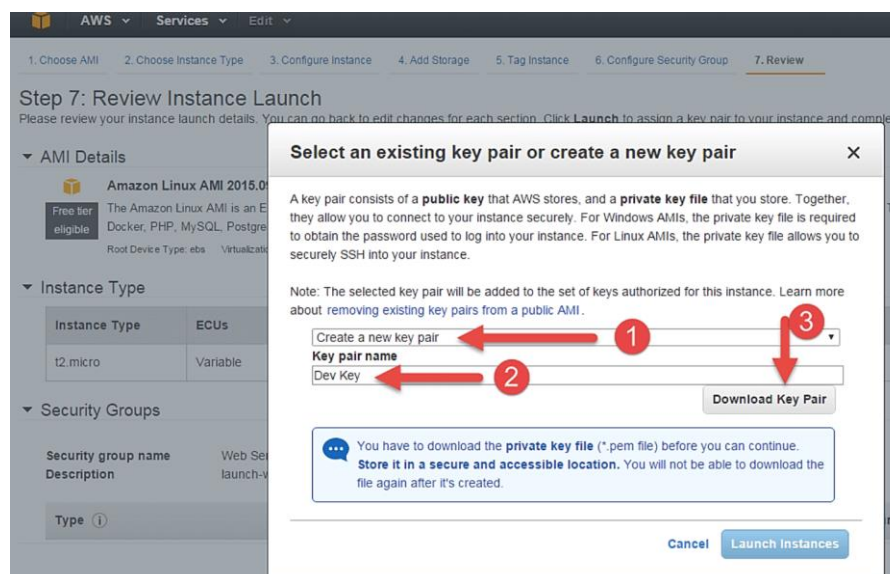 AWS Services Edit
1. Choose AMI 2. Choose Instance Type 3. Configure Instance 4. Add Storage 5. Tag Instance 6. Configure Security Group 7. Review
Step 7: Review Instance Launch
Please review your instance launch details. You can go back to edit changes for each section. Click Launch to assign a key pair to your instance and comple
AMI Details
Amazon Linux AMI 2015.0
Free tier eligible
The Amazon Linux AMI is an E
Docker, PHP, MySQL, Postgre
Root Device Type: ebs Virtualizatio
Instance Type
Instance Type ECUs
t2.micro Variable
Security Groups
Security group name Web Ser
Description launch-w
Type
Select an existing key pair or create a new key pair
A key pair consists of a public key that AWS stores, and a private key file that you store. Together,
they allow you to connect to your instance securely. For Windows AMIs, the private key file is required
to obtain the password used to log into your instance. For Linux AMIs, the private key file allows you to
securely SSH into your instance.
Note: The selected key pair will be added to the set of keys authorized for this instance. Learn more
about removing existing key pairs from a public AMI.
Create a new key pair 1
3
Key pair name
Dev Key 2
Download Key Pair
You have to download the private key file (*.pem file) before you can continue.
Store it in a secure and accessible location. You will not be able to download the
file again after it's created.
Cancel Launch Instances